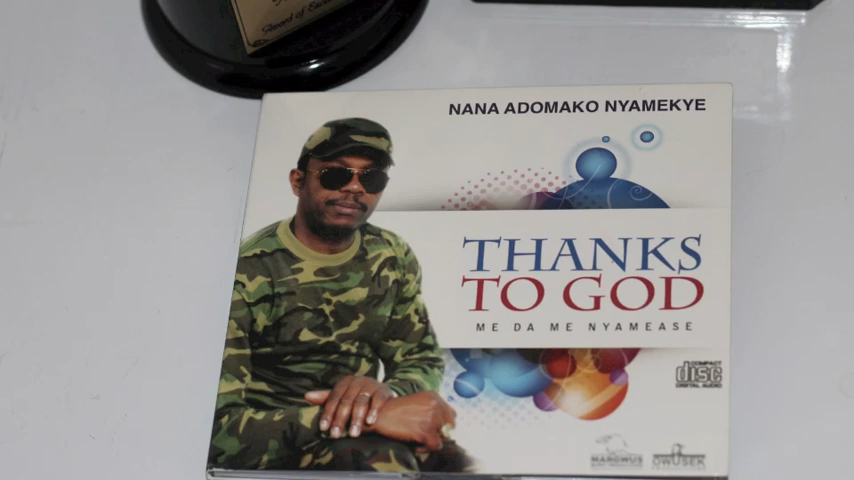 NANA ADOMAKO NYAMEKYE
THANKS
TO GOD
ME DA ME NYAMEASE
COMPACT
disc
DIGITAL AUDIO
OWUSEK